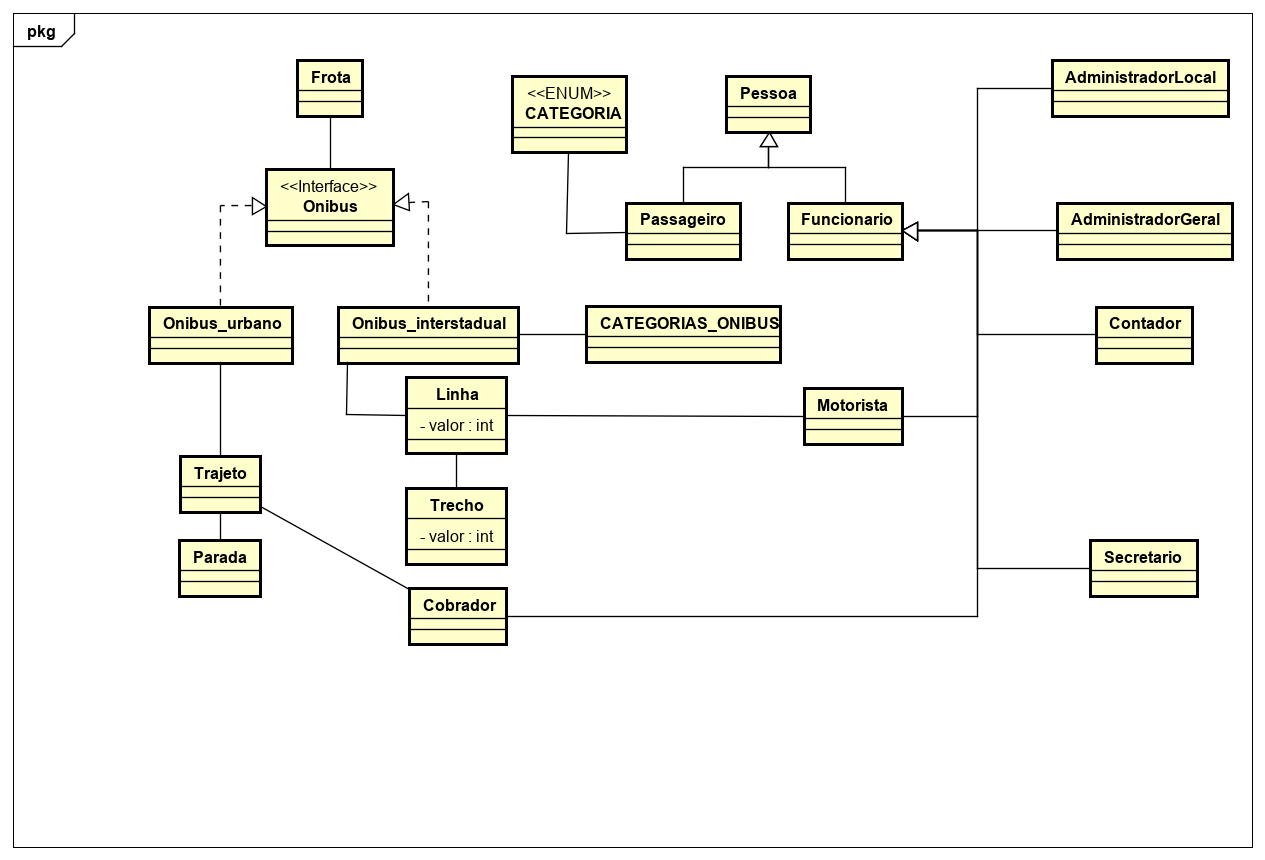 pkg
Frota
<<ENUM>>
CATEGORIA
Pessoa
AdministradorLocal
<<Interface>>
Onibus
Passageiro
Funcionario
AdministradorGeral
Onibus_urbano
Onibus_interstadual
CATEGORIAS_ONIBUS
Contador
Linha
- valor : int
Motorista
Trajeto
Trecho
- valor : int
Parada
Secretario
Cobrador